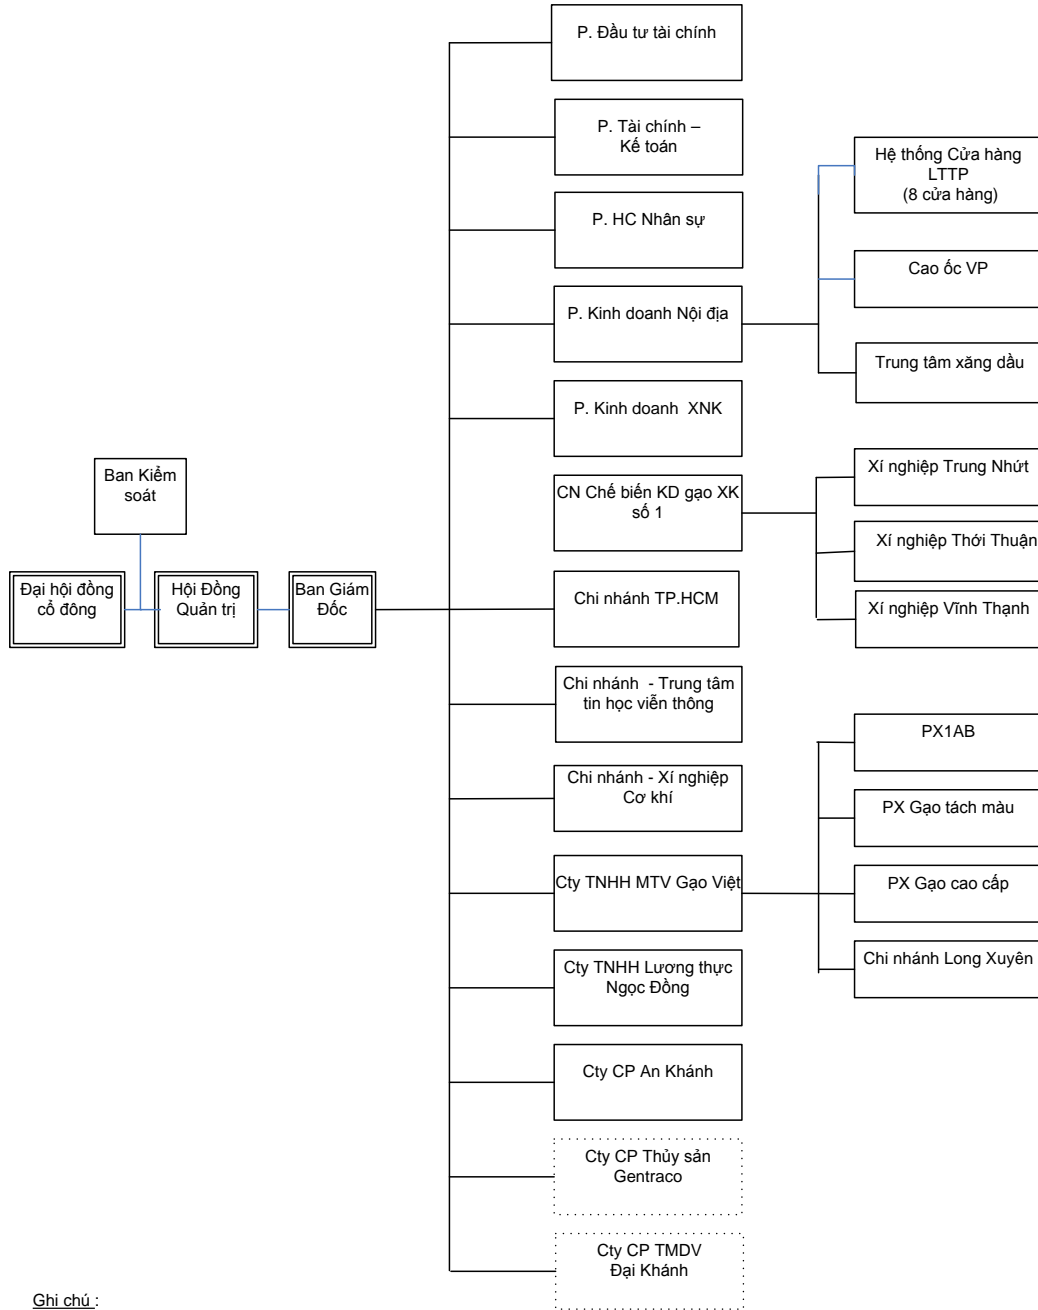 P. Đầu tư tài chính
P. Tài chính –
Kế toán
P. HC Nhân sự
P. Kinh doanh Nội địa
P. Kinh doanh XNK
CN Chế biến KD gạo XK
số 1
Chi nhánh TP.HCM
Chi nhánh - Trung tâm
tin học viễn thông
Chi nhánh - Xí nghiệp
Cơ khí
Cty TNHH MTV Gạo Việt
Cty TNHH Lương thực
Ngọc Đồng
Cty CP An Khánh
Cty CP Thủy sản
Gentraco
Cty CP TMDV
Đại Khánh
Hệ thống Cửa hàng
LTTP
(8 cửa hàng)
Cao ốc VP
Trung tâm xăng dầu
Xí nghiệp Trung Nhứt
Xí nghiệp Thới Thuận
Xí nghiệp Vĩnh Thạnh
PX1AB
PX Gạo tách màu
PX Gạo cao cấp
Chi nhánh Long Xuyên
Ban Kiểm
soát
Đại hội đồng
cổ đông
Hội Đồng
Quản trị
Ban Giám
Đốc
Ghi chú :